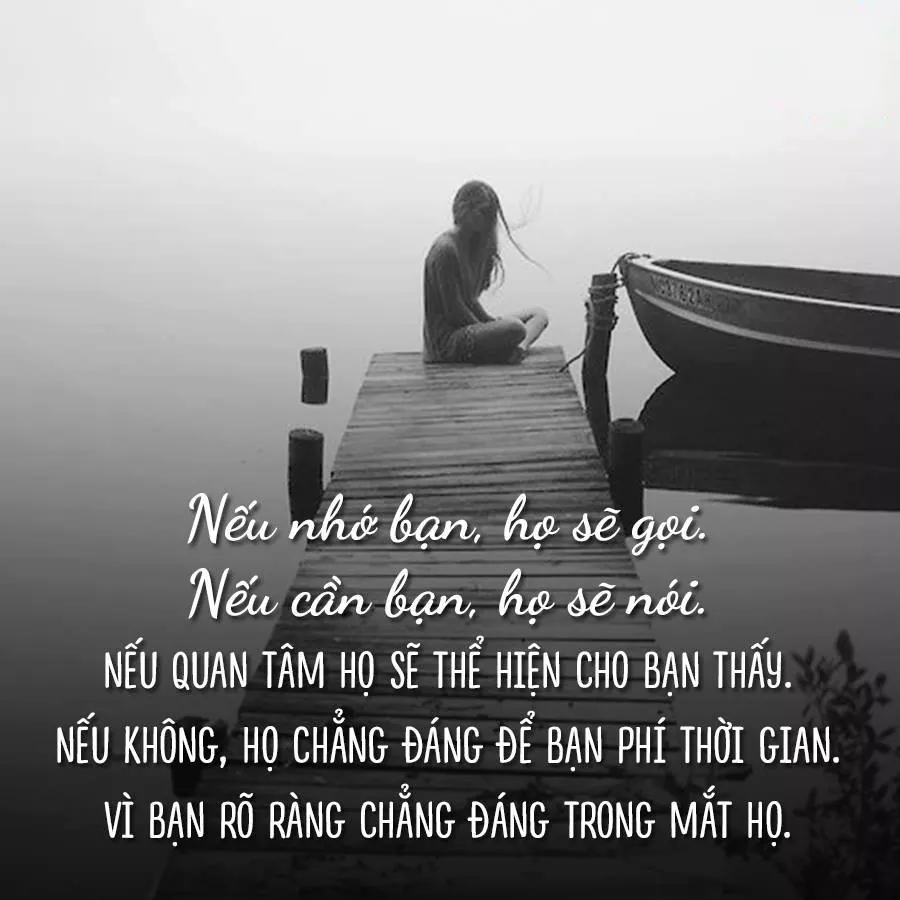 Nếu nhớ bạn, họ sẽ gọi.
Nếu cần bạn, họ sẽ nói.
NẾU QUAN TÂM HỌ SẼ THỂ HIỆN CHO BẠN THẤY.
NẾU KHÔNG, HỌ CHẲNG ĐÁNG ĐỂ BẠN PHÍ THỜI GIAN.
VÌ BẠN RÕ RÀNG CHẲNG ĐÁNG TRONG MẮT HỌ.